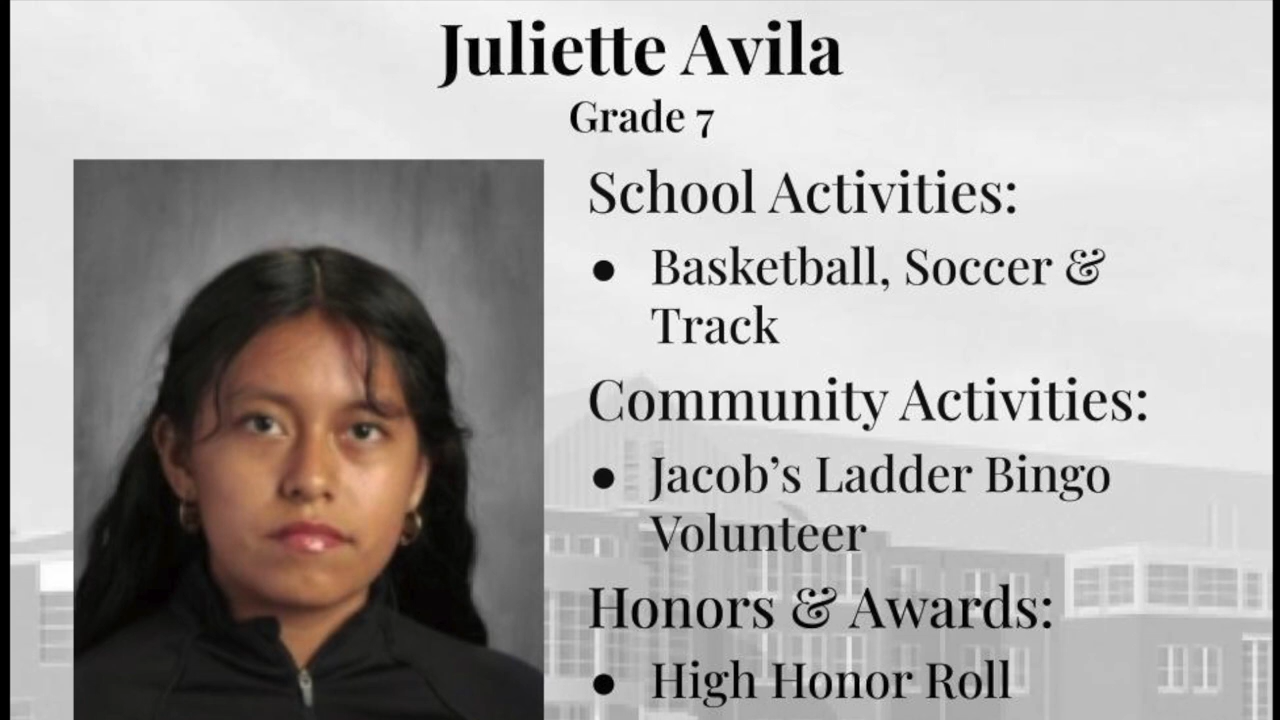 Juliette Avila
Grade 7
School Activities:
● Basketball, Soccer &
Track
Community Activities:
● Jacob’s Ladder Bingo
Volunteer
Honors & Awards:
● High Honor Roll